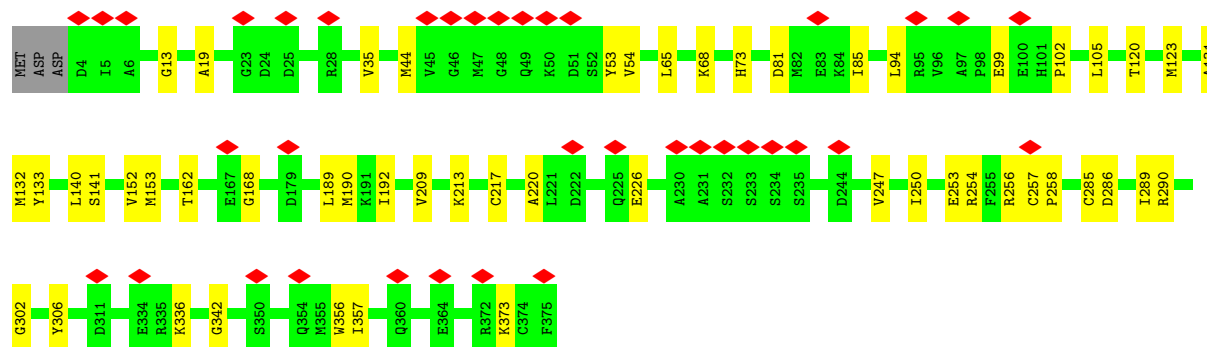 MET ASP ASP D4 I5 A6 G13 A19 G23 D24 D25 R28 V35 M44 V45 G46 M47 G48 Q49 K50 D51 S52 Y53 V54 L65 K68 H73 D81 M82 E83 K84 I85 L94 R95 V96 A97 P98 E99 E100 H101 P102 L105 T120 M123
M132 Y133 L140 S141 V152 M153 T162 E167 G168 D179 L189 M190 K191 I192 V209 K213 C217 A220 L221 D222 Q225 E226 A230 A231 S232 S233 S234 S235 D244 V247 I250 E253 R254 F255 R256 C257 P258 C285 D286 I289 R290
G302 Y306 D311 E334 R335 K336 G342 S350 Q354 M355 W356 I357 Q360 E364 R372 K373 C374 F375